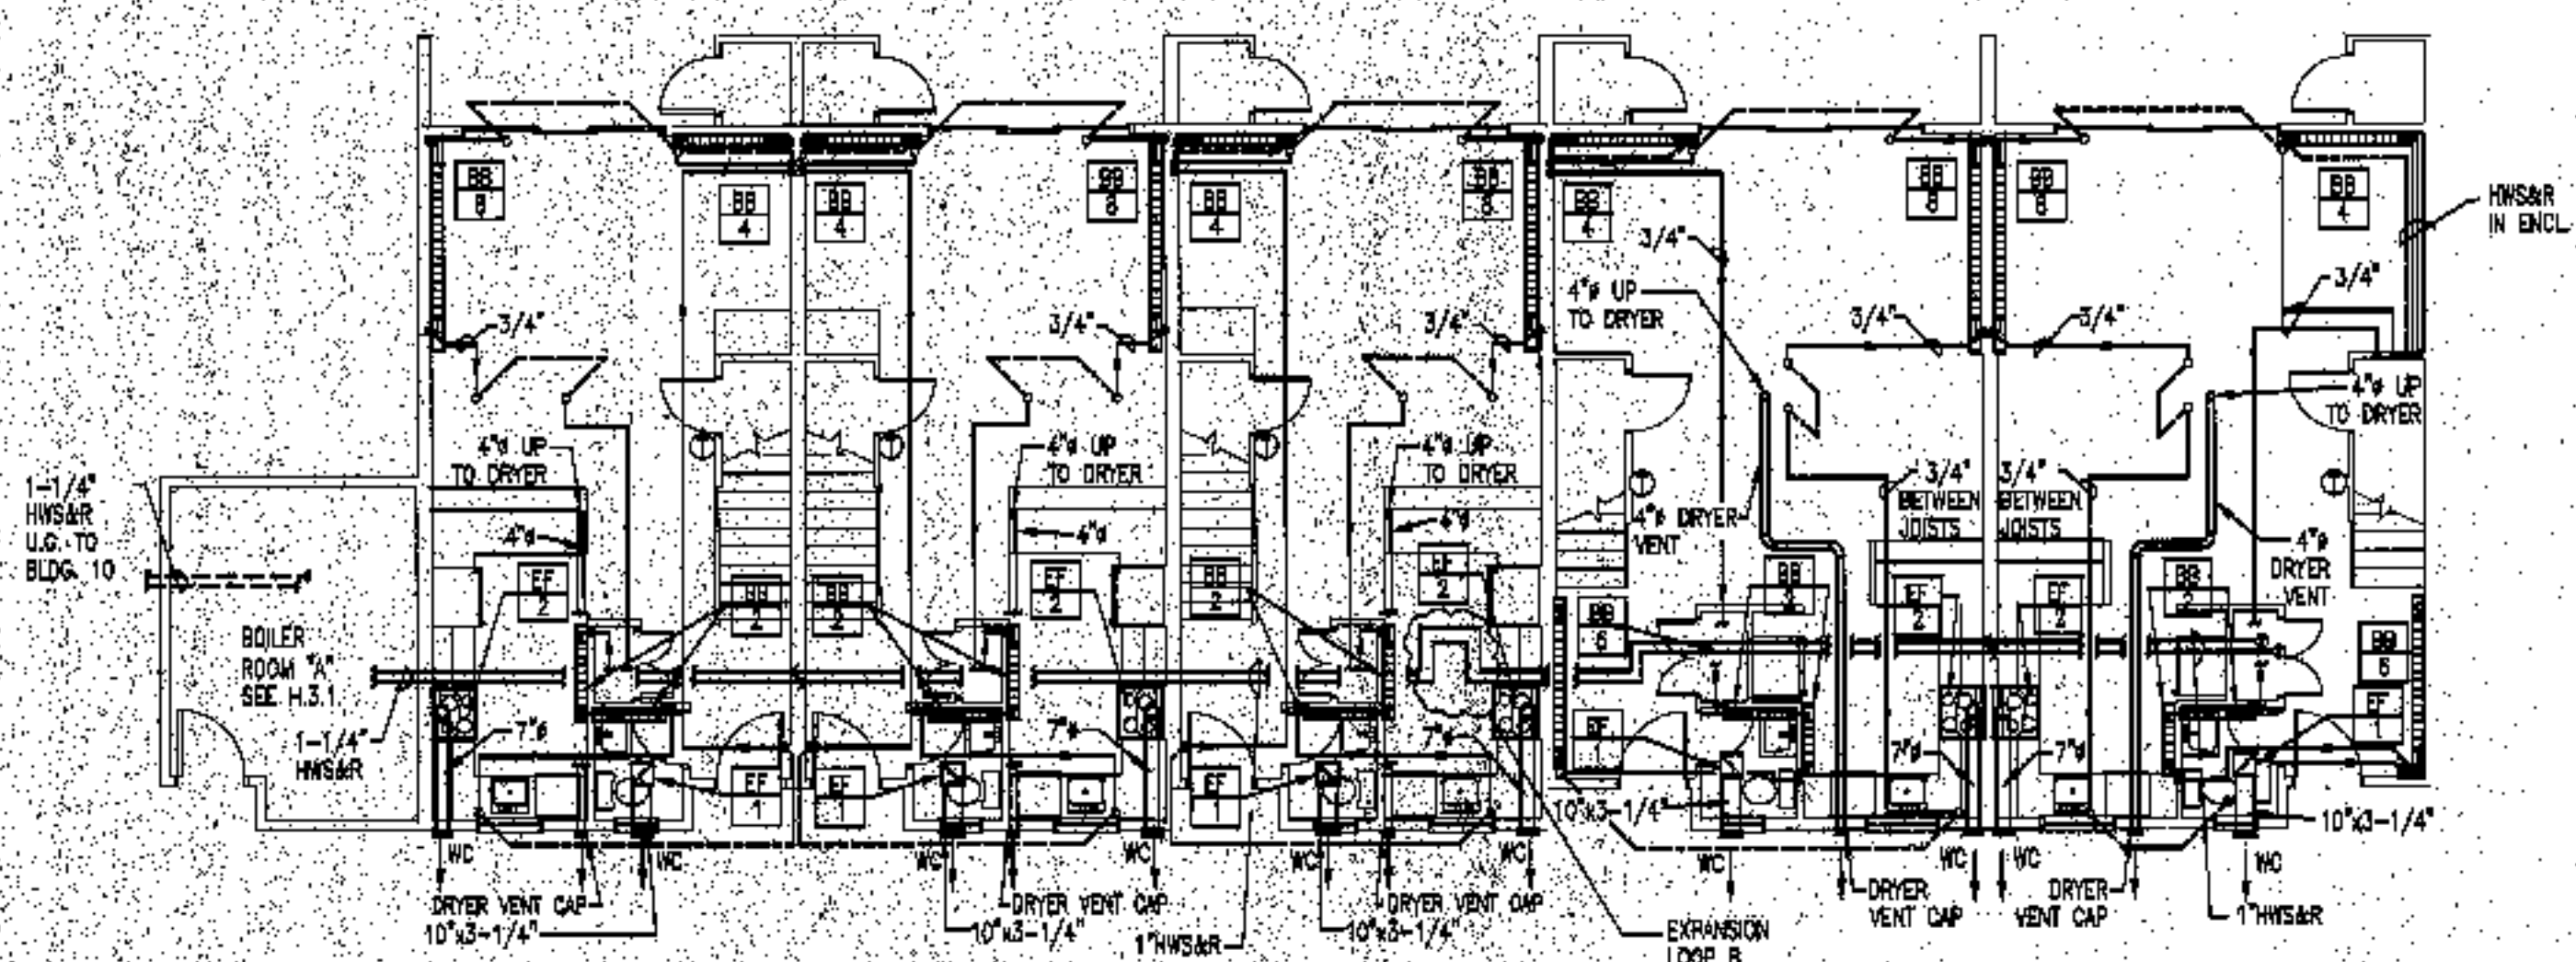 BB
8
BB
4
BB
4
BB
8
BB
4
BB
8
BB
4
BB
8
BB
8
BB
4
HWS&R
IN ENCL.
3/4"
3/4"
3/4"
3/4"
4"ø UP
TO DRYER
3/4"
3/4"
3/4"
4"ø UP
TO DRYER
4"ø UP
TO DRYER
4"ø UP
TO DRYER
4"ø UP
TO DRYER
1-1/4"
HWS&R
U.G. TO
BLDG. 10
4"ø
4"ø
4"ø
4"ø DRYER
VENT
3/4"
BETWEEN
JOISTS
3/4"
BETWEEN
JOISTS
4"ø
DRYER
VENT
EF
2
BB
2
BB
2
EF
2
BB
2
EF
2
BB
6
BB
2
EF
2
EF
2
BB
2
BB
6
BOILER
ROOM "A"
SEE H.3.1
1-1/4"
HWS&R
7"ø
7"ø
7"ø
7"ø
7"ø
EF
1
EF
1
EF
1
EF
1
EF
1
10"x3-1/4"
10"x3-1/4"
WC
WC
WC
WC
WC
WC
WC
WC
WC
WC
DRYER VENT CAP
10"x3-1/4"
DRYER VENT CAP
10"x3-1/4"
1"HWS&R
DRYER VENT CAP
10"x3-1/4"
EXPANSION
LOOP B
DRYER
VENT CAP
DRYER
VENT CAP
1"HWS&R